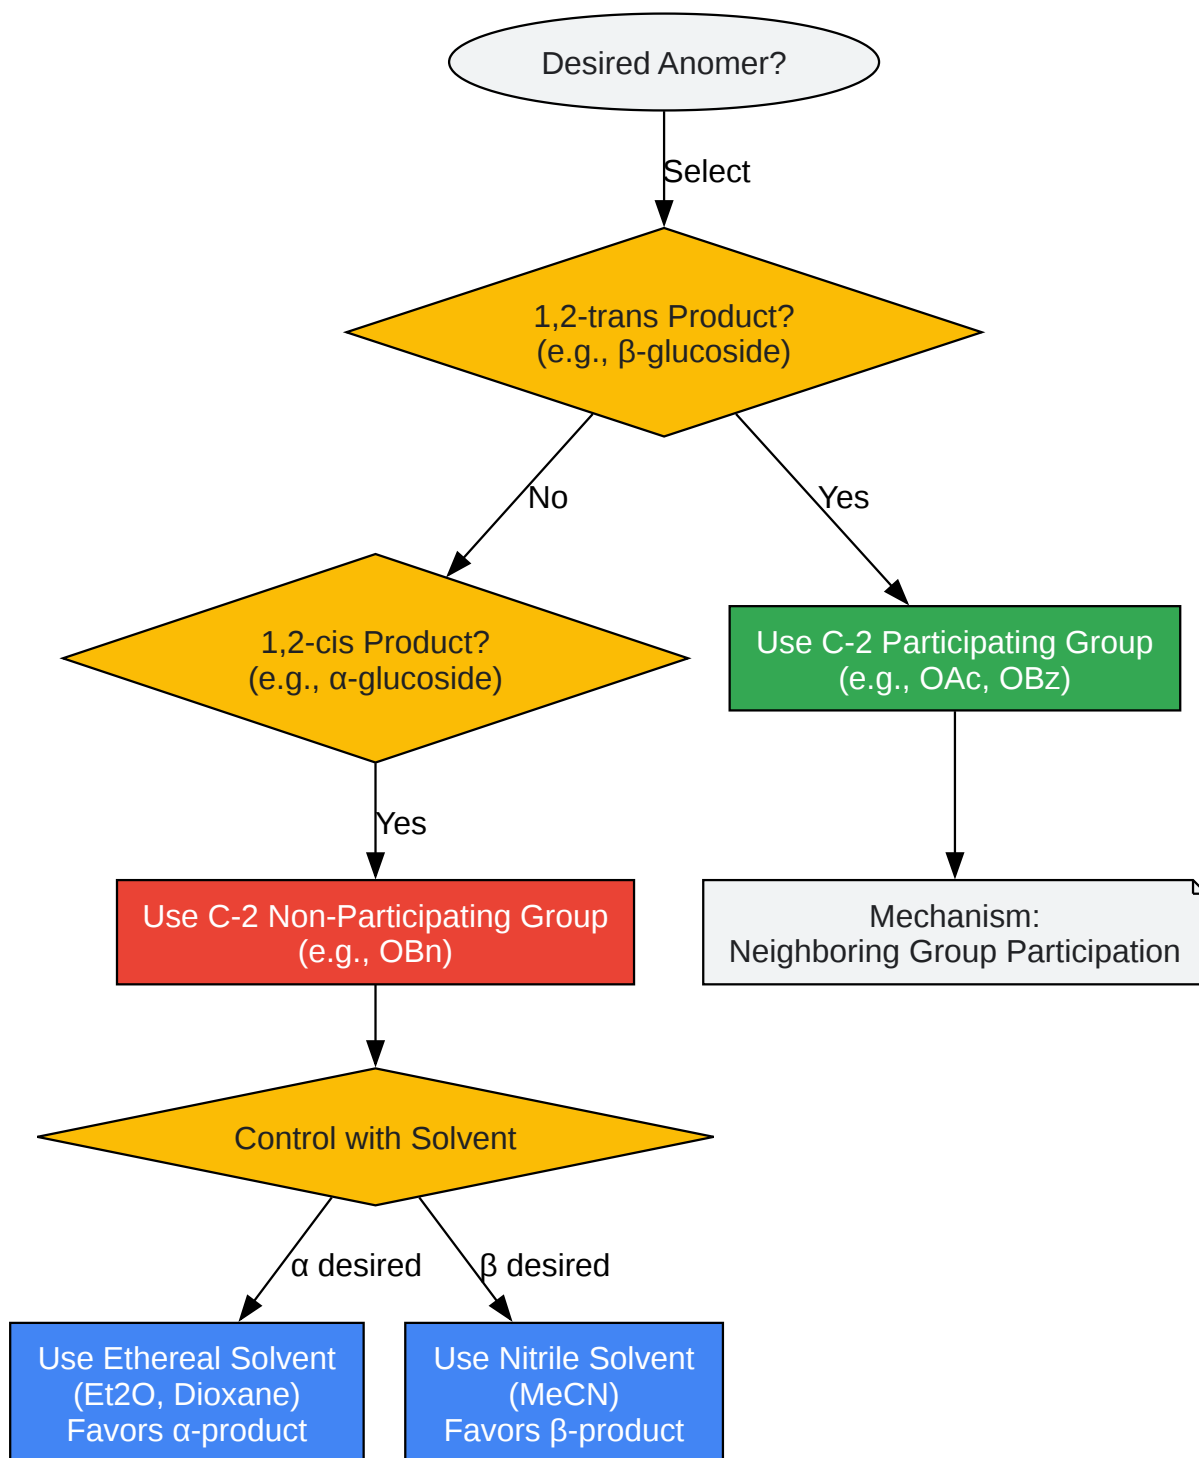 Desired Anomer?
Select
1,2-trans Product?
(e.g., β-glucoside)
No
Yes
1,2-cis Product?
(e.g., α-glucoside)
Use C-2 Participating Group
(e.g., OAc, OBz)
Yes
Use C-2 Non-Participating Group
(e.g., OBn)
Mechanism:
Neighboring Group Participation
Control with Solvent
α desired
β desired
Use Ethereal Solvent
(Et2O, Dioxane)
Favors α-product
Use Nitrile Solvent
(MeCN)
Favors β-product